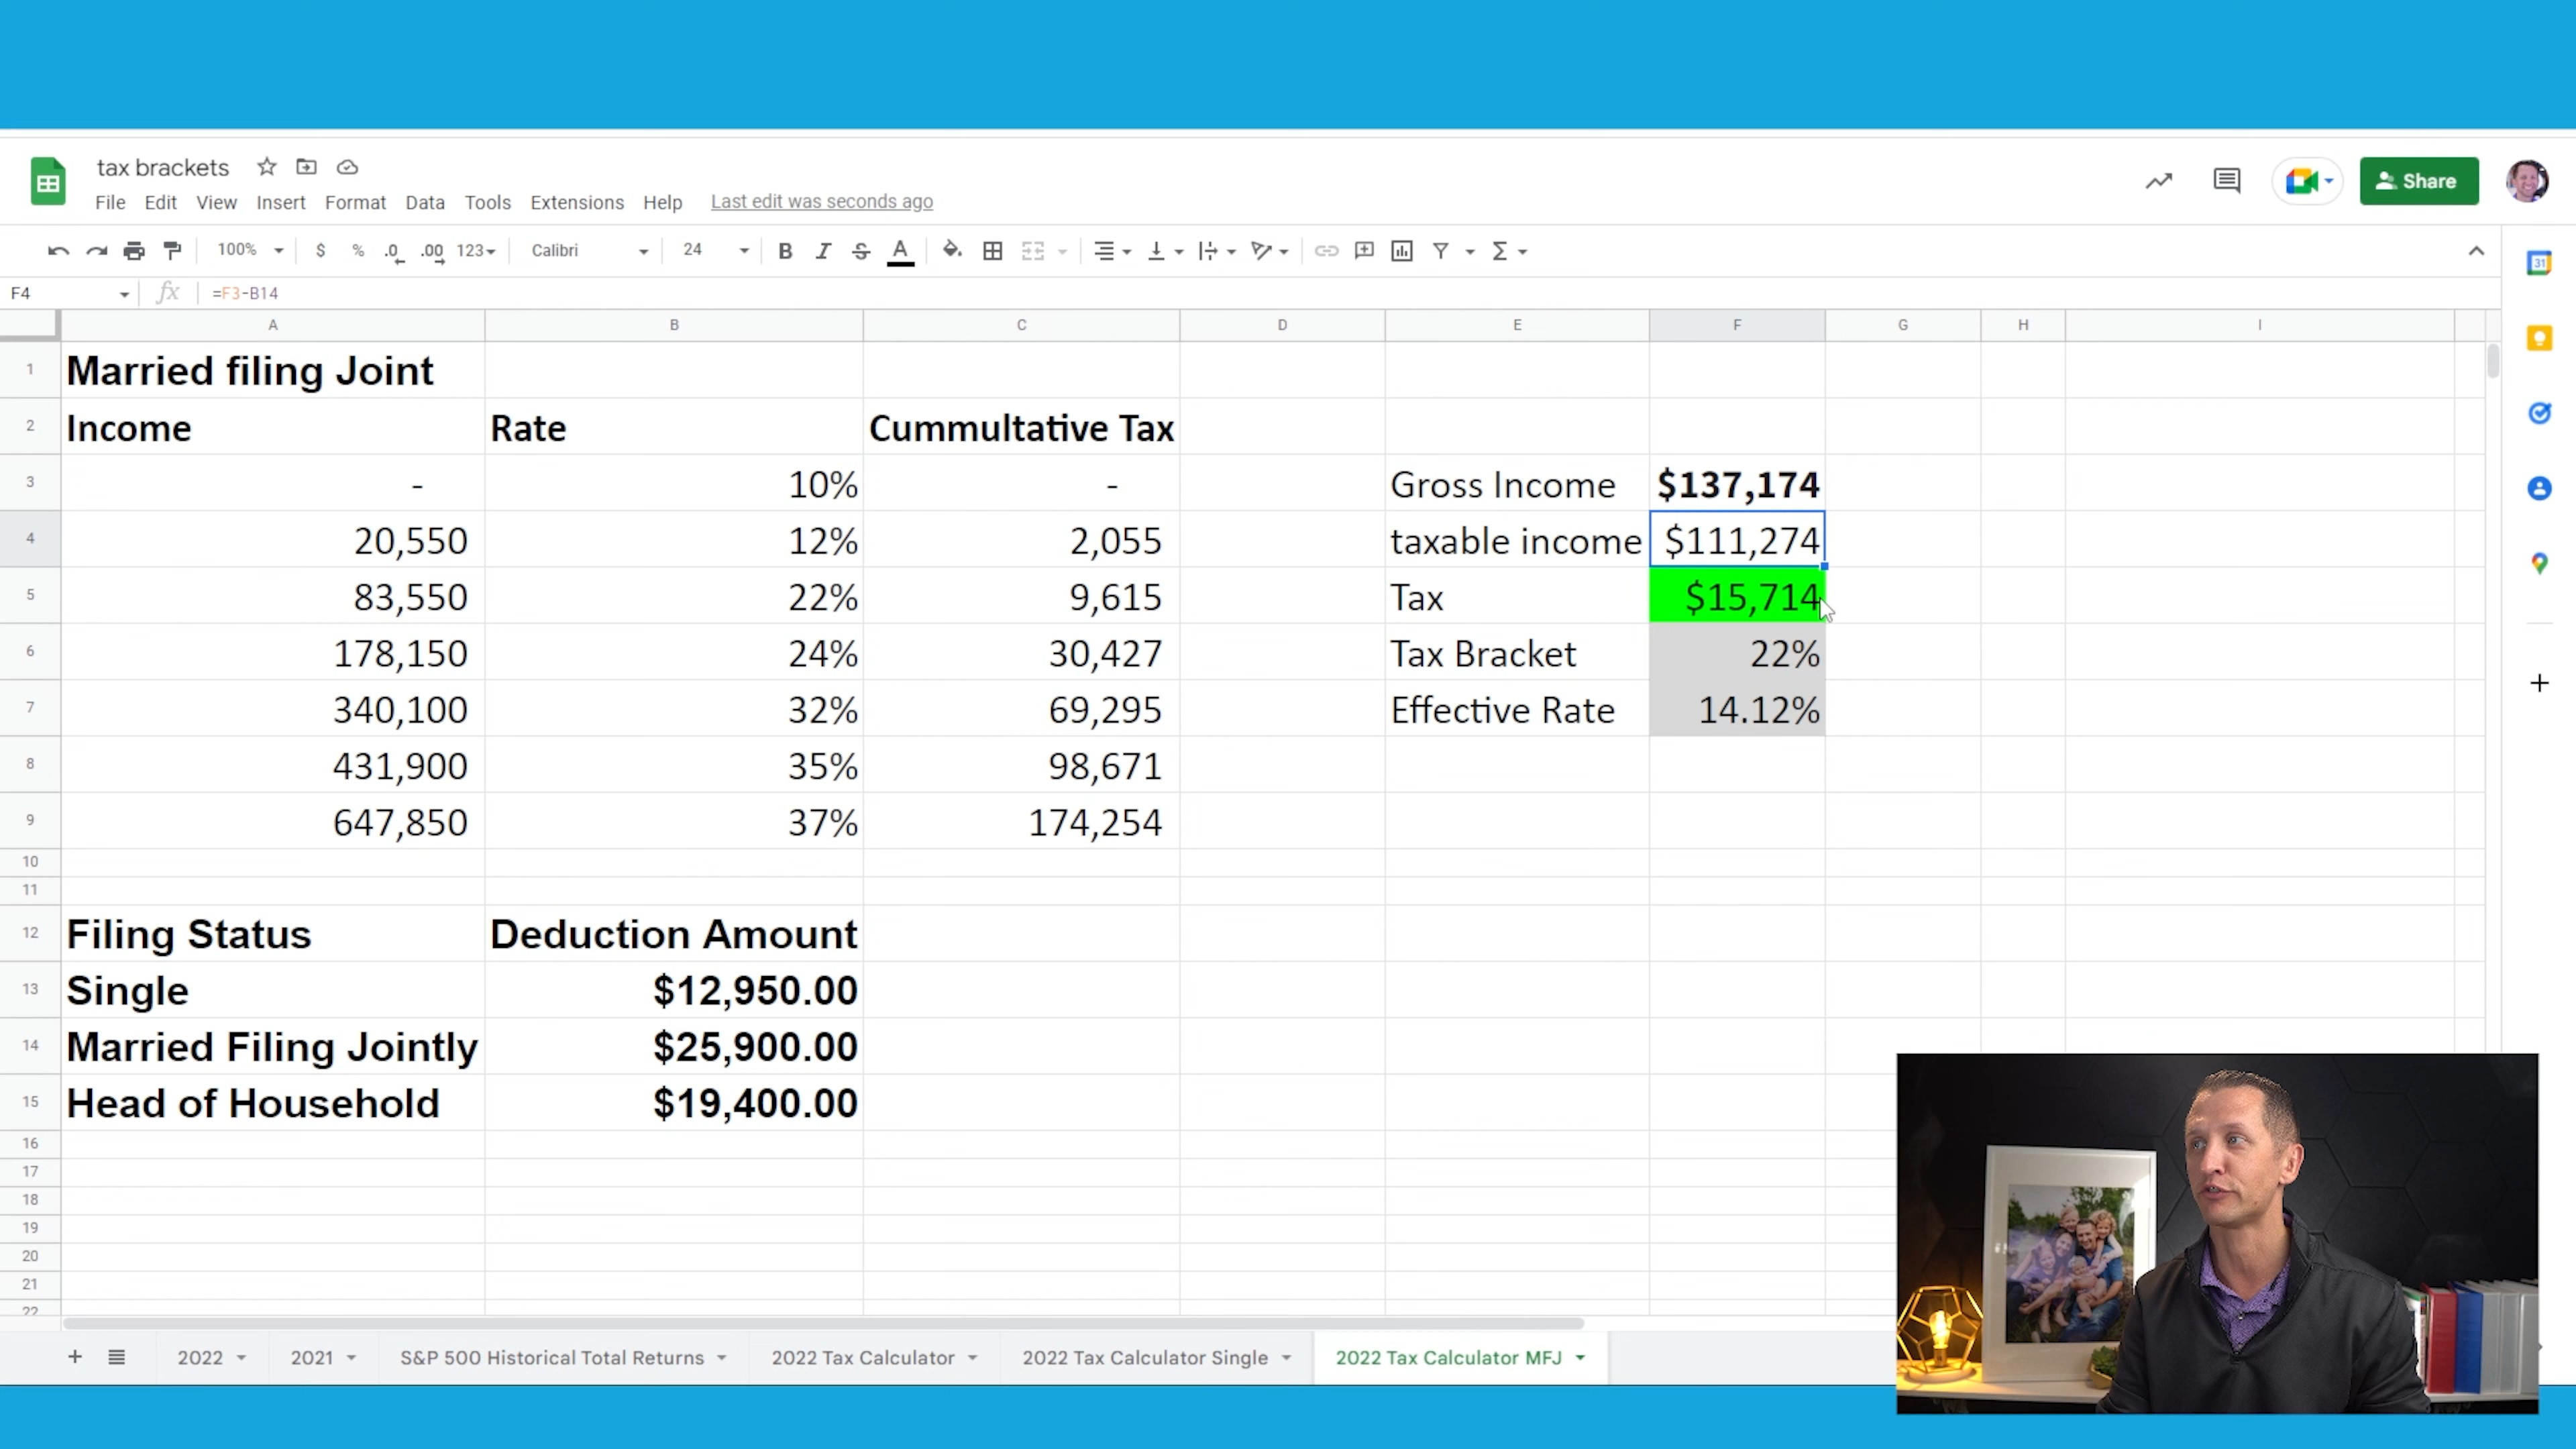 tax brackets
File Edit View Insert Format Data Tools Extensions Help Last edit was seconds ago
Share
100% $ % .0 .00 123 Calibri 24 B I S A
31
F4 fx =F3-B14
A B C D E F G H I
1 Married filing Joint
2 Income Rate Cummultative Tax
3 - 10% - Gross Income $137,174
4 20,550 12% 2,055 taxable income $111,274
5 83,550 22% 9,615 Tax $15,714
6 178,150 24% 30,427 Tax Bracket 22%
7 340,100 32% 69,295 Effective Rate 14.12%
8 431,900 35% 98,671
9 647,850 37% 174,254
10
11
12 Filing Status Deduction Amount
13 Single $12,950.00
14 Married Filing Jointly $25,900.00
15 Head of Household $19,400.00
16
17
18
19
20
21
22
2022 2021 S&P 500 Historical Total Returns 2022 Tax Calculator 2022 Tax Calculator Single 2022 Tax Calculator MFJ